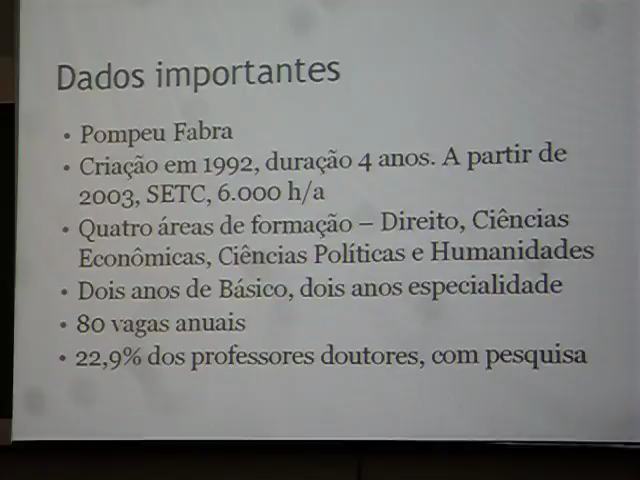 Dados importantes
• Pompeu Fabra
• Criação em 1992, duração 4 anos. A partir de
2003, SETC, 6.000 h/a
• Quatro áreas de formação – Direito, Ciências
Econômicas, Ciências Políticas e Humanidades
• Dois anos de Básico, dois anos especialidade
• 80 vagas anuais
• 22,9% dos professores doutores, com pesquisa